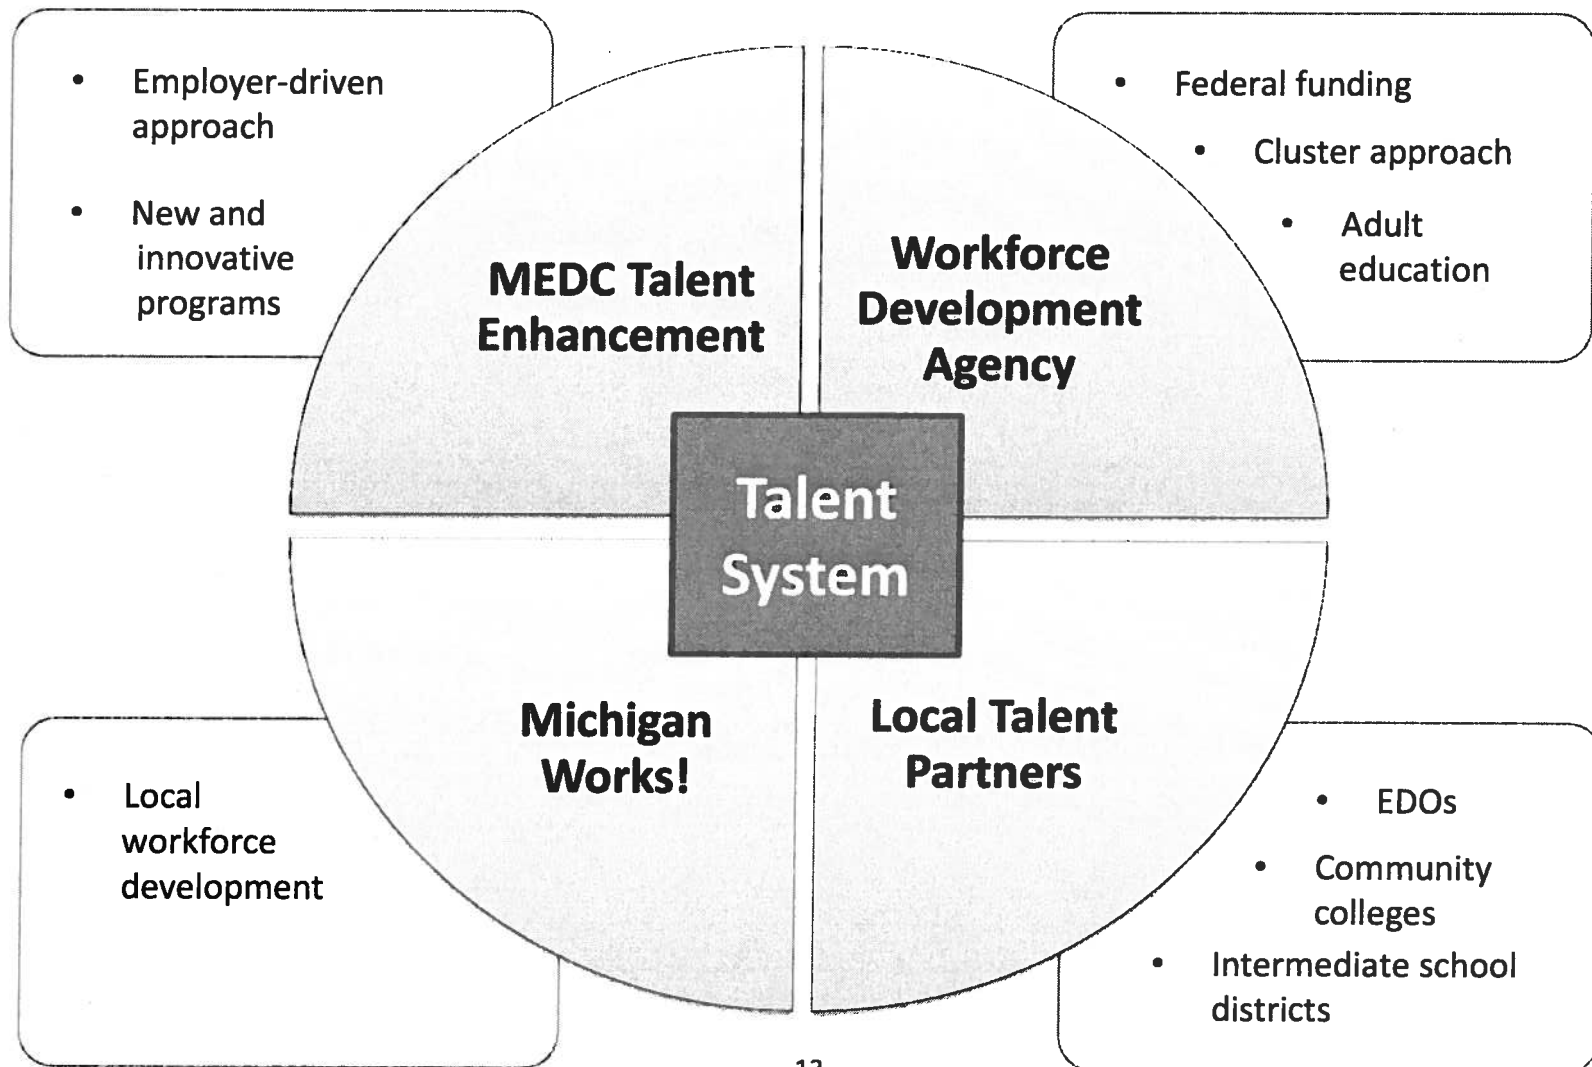 • Employer-driven
approach
• New and
innovative
programs
• Federal funding
• Cluster approach
• Adult
education
MEDC Talent
Enhancement
Workforce
Development
Agency
Talent
System
Michigan
Works!
Local Talent
Partners
• Local
workforce
development
• EDOs
• Community
colleges
• Intermediate school
districts